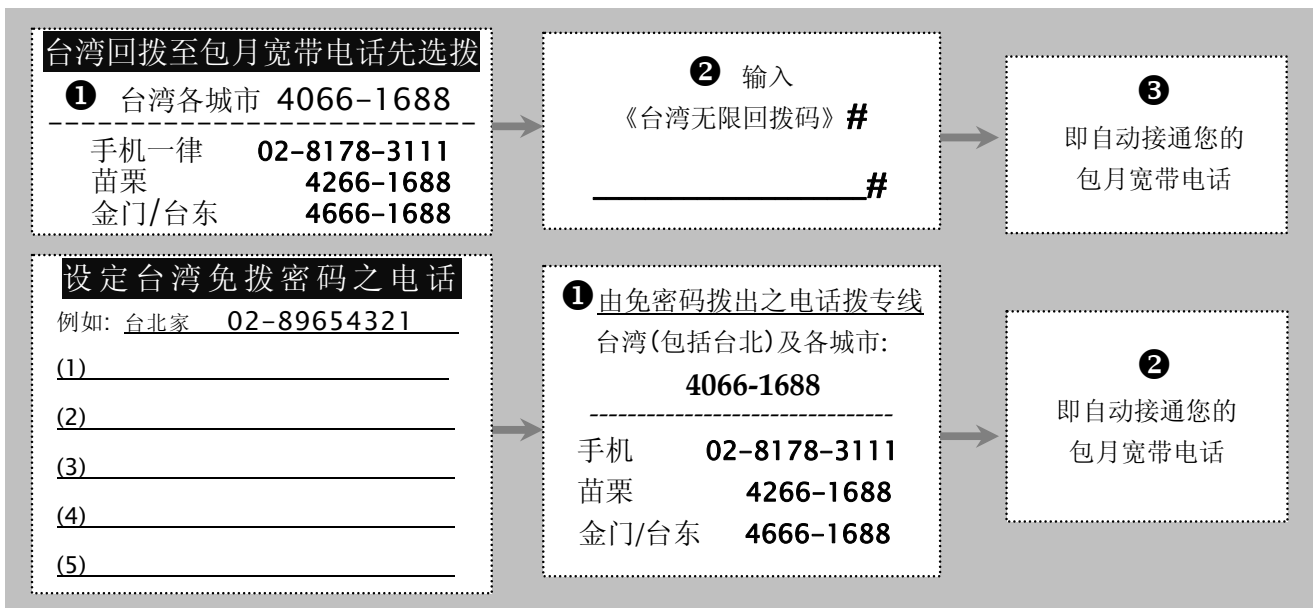 台湾回拨至包月宽带电话先选拨
❶ 台湾各城市 4066-1688
手机一律 02-8178-3111
苗栗 4266-1688
金门/台东 4666-1688
❷ 输入
《台湾无限回拨码》#
#
❸
即自动接通您的
包月宽带电话
设定台湾免拨密码之电话
例如: 台北家 02-89654321
(1)
(2)
(3)
(4)
(5)
❶由免密码拨出之电话拨专线
台湾(包括台北)及各城市:
4066-1688
手机 02-8178-3111
苗栗 4266-1688
金门/台东 4666-1688
❷
即自动接通您的
包月宽带电话